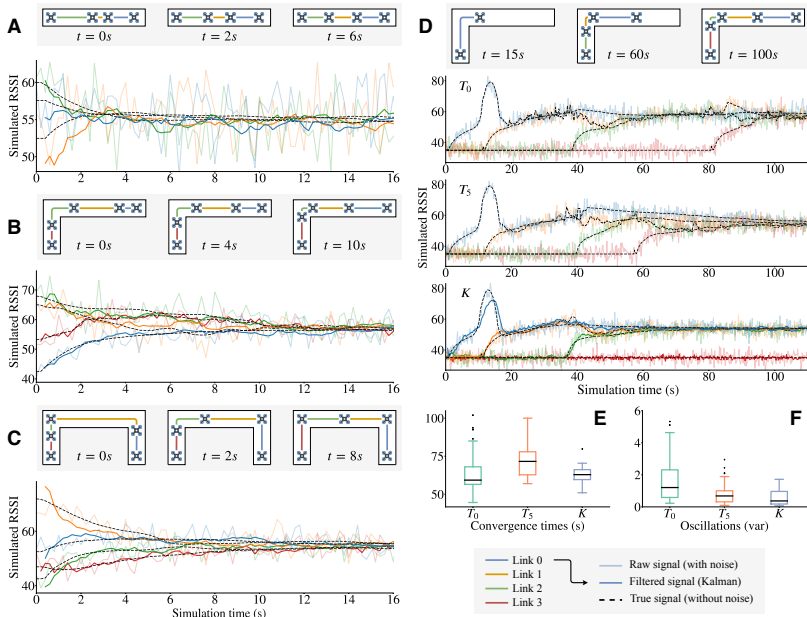 A
t = 0s
t = 2s
t = 6s
Simulated RSSI
60
55
50
0 2 4 6 8 10 12 14 16
B
t = 0s
t = 4s
t = 10s
Simulated RSSI
70
60
50
40
0 2 4 6 8 10 12 14 16
C
t = 0s
t = 2s
t = 8s
Simulated RSSI
60
40
0 2 4 6 8 10 12 14 16
Simulation time (s)
D
t = 15s
t = 60s
t = 100s
T0
80
60
40
0 20 40 60 80 100
T5
Simulated RSSI
80
60
40
0 20 40 60 80 100
K
80
60
40
0 20 40 60 80 100
Simulation time (s)
E
100
75
50
T0 T5 K
Convergence times (s)
F
6
4
2
0
T0 T5 K
Oscillations (var)
Link 0
Link 1
Link 2
Link 3
Raw signal (with noise)
Filtered signal (Kalman)
True signal (without noise)